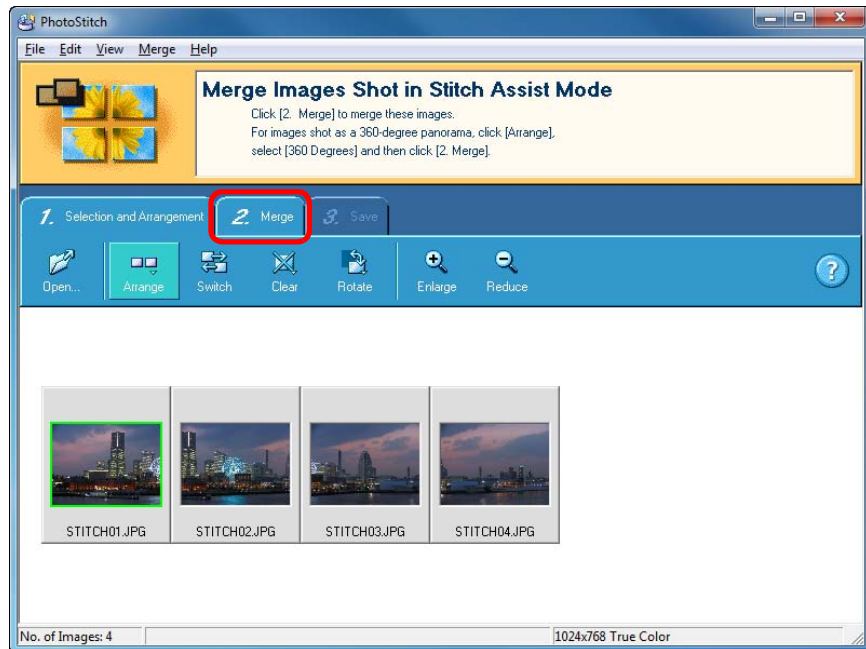 PhotoStitch
File Edit View Merge Help
Merge Images Shot in Stitch Assist Mode
Click [2. Merge] to merge these images.
For images shot as a 360-degree panorama, click [Arrange],
select [360 Degrees] and then click [2. Merge].
1. Selection and Arrangement 2. Merge 3. Save
Open... Arrange Switch Clear Rotate Enlarge Reduce ?
STITCH01.JPG STITCH02.JPG STITCH03.JPG STITCH04.JPG
No. of Images: 4 1024x768 True Color